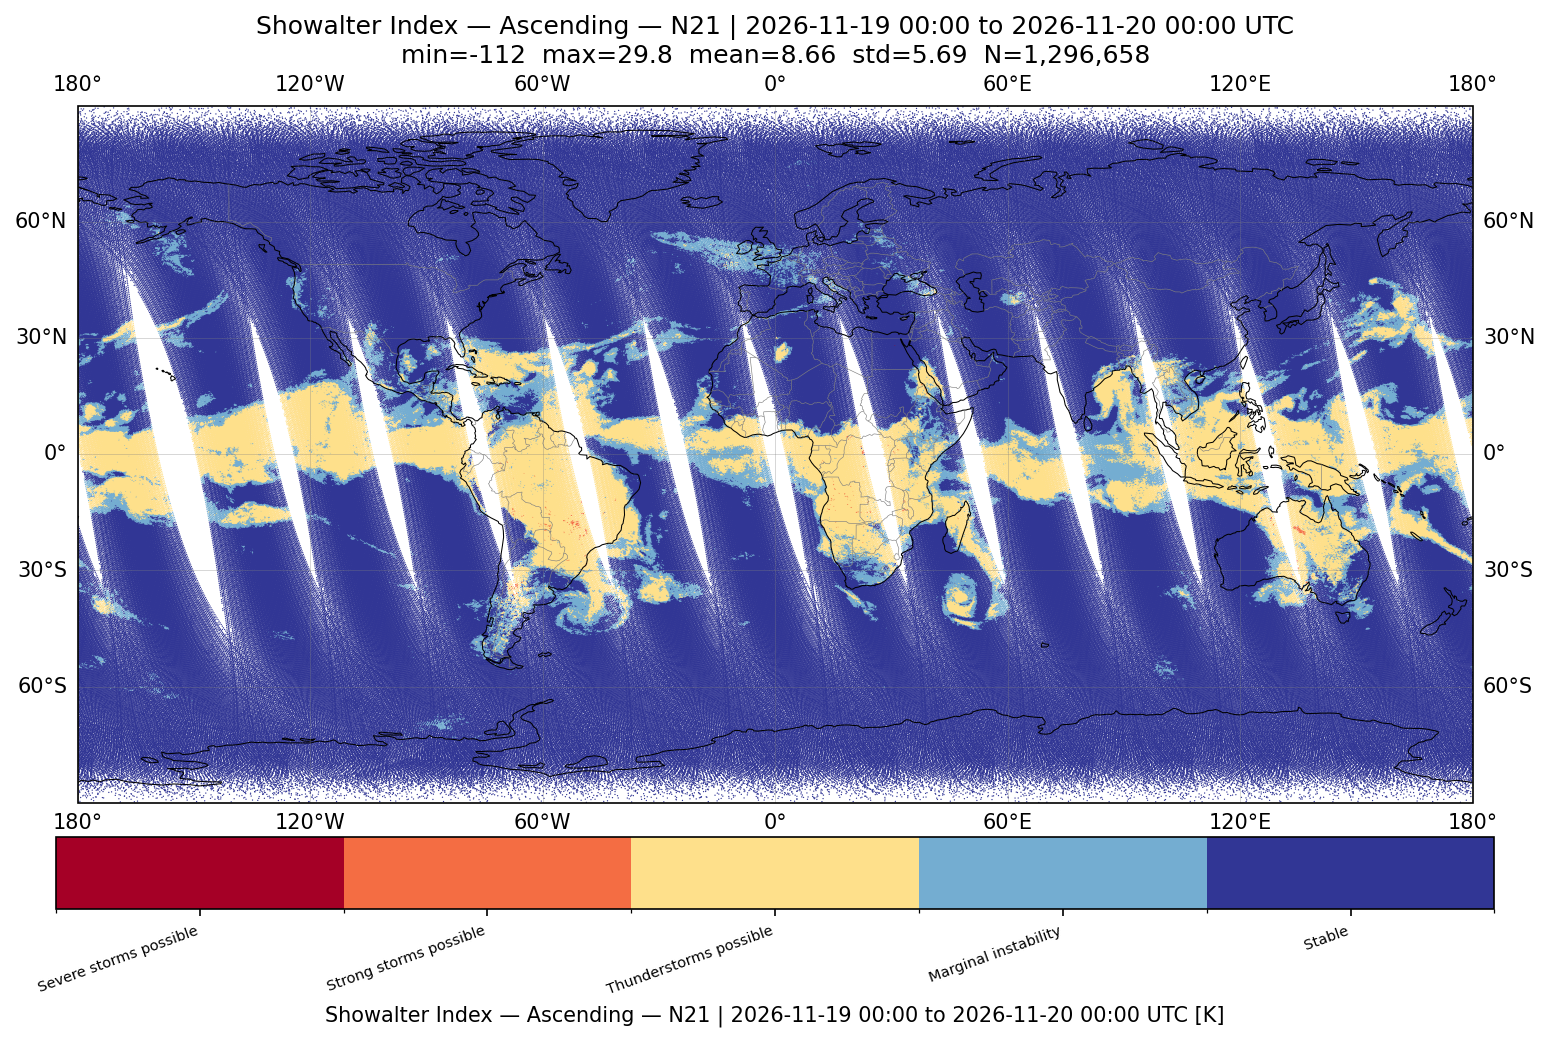 Showalter Index — Ascending — N21 | 2026-11-19 00:00 to 2026-11-20 00:00 UTC
min=-112  max=29.8  mean=8.66  std=5.69  N=1,296,658
180° 120°W 60°W 0° 60°E 120°E 180°
60°N 60°N
30°N 30°N
0° 0°
30°S 30°S
60°S 60°S
180° 120°W 60°W 0° 60°E 120°E 180°
Severe storms possible Strong storms possible Thunderstorms possible Marginal instability Stable
Showalter Index — Ascending — N21 | 2026-11-19 00:00 to 2026-11-20 00:00 UTC [K]